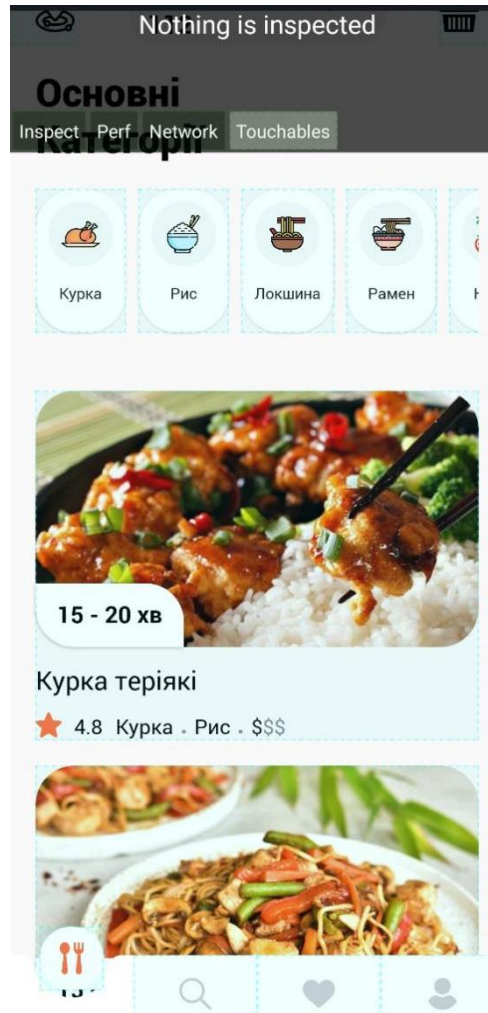 Nothing is inspected
Основні
Inspect Perf Network Touchables
Категорії
Курка Рис Локшина Рамен
15 - 20 хв
Курка теріякі
4.8 Курка . Рис . $$$